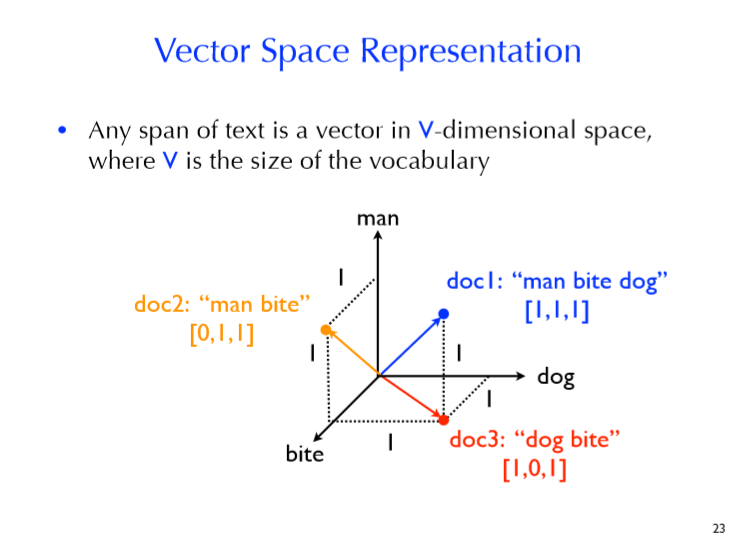 Vector Space Representation
• Any span of text is a vector in V-dimensional space,
where V is the size of the vocabulary
man
1
doc1: “man bite dog”
[1,1,1]
doc2: “man bite”
[0,1,1]
1
1
dog
1
bite
1
doc3: “dog bite”
[1,0,1]
23